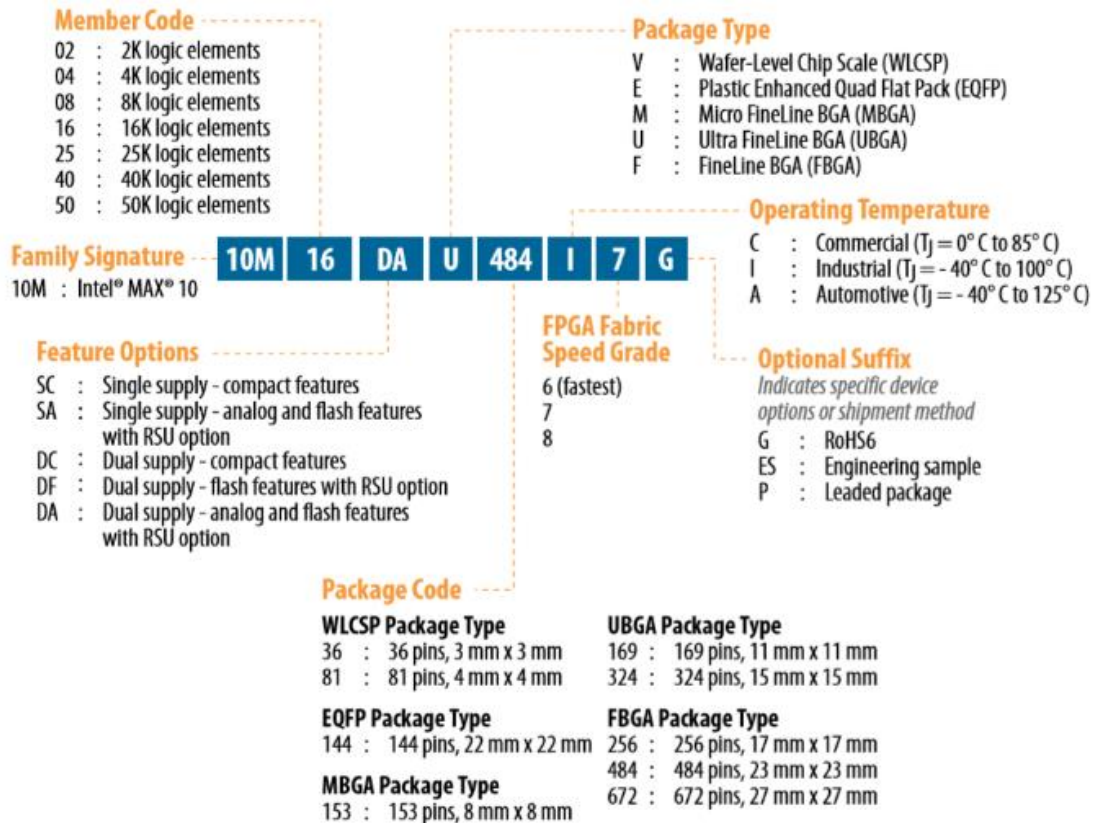 Member Code
02 : 2K logic elements
04 : 4K logic elements
08 : 8K logic elements
16 : 16K logic elements
25 : 25K logic elements
40 : 40K logic elements
50 : 50K logic elements
Package Type
V : Wafer-Level Chip Scale (WLCSP)
E : Plastic Enhanced Quad Flat Pack (EQFP)
M : Micro FineLine BGA (MBGA)
U : Ultra FineLine BGA (UBGA)
F : FineLine BGA (FBGA)
Operating Temperature
C : Commercial (TJ = 0° C to 85° C)
I : Industrial (TJ = - 40° C to 100° C)
A : Automotive (TJ = - 40° C to 125° C)
Family Signature
10M : Intel® MAX® 10
10M 16 DA U 484 I 7 G
Feature Options
SC : Single supply - compact features
SA : Single supply - analog and flash features
with RSU option
DC : Dual supply - compact features
DF : Dual supply - flash features with RSU option
DA : Dual supply - analog and flash features
with RSU option
FPGA Fabric
Speed Grade
6 (fastest)
7
8
Optional Suffix
Indicates specific device
options or shipment method
G : RoHS6
ES : Engineering sample
P : Leaded package
Package Code
WLCSP Package Type
36 : 36 pins, 3 mm x 3 mm
81 : 81 pins, 4 mm x 4 mm
EQFP Package Type
144 : 144 pins, 22 mm x 22 mm
MBGA Package Type
153 : 153 pins, 8 mm x 8 mm
UBGA Package Type
169 : 169 pins, 11 mm x 11 mm
324 : 324 pins, 15 mm x 15 mm
FBGA Package Type
256 : 256 pins, 17 mm x 17 mm
484 : 484 pins, 23 mm x 23 mm
672 : 672 pins, 27 mm x 27 mm